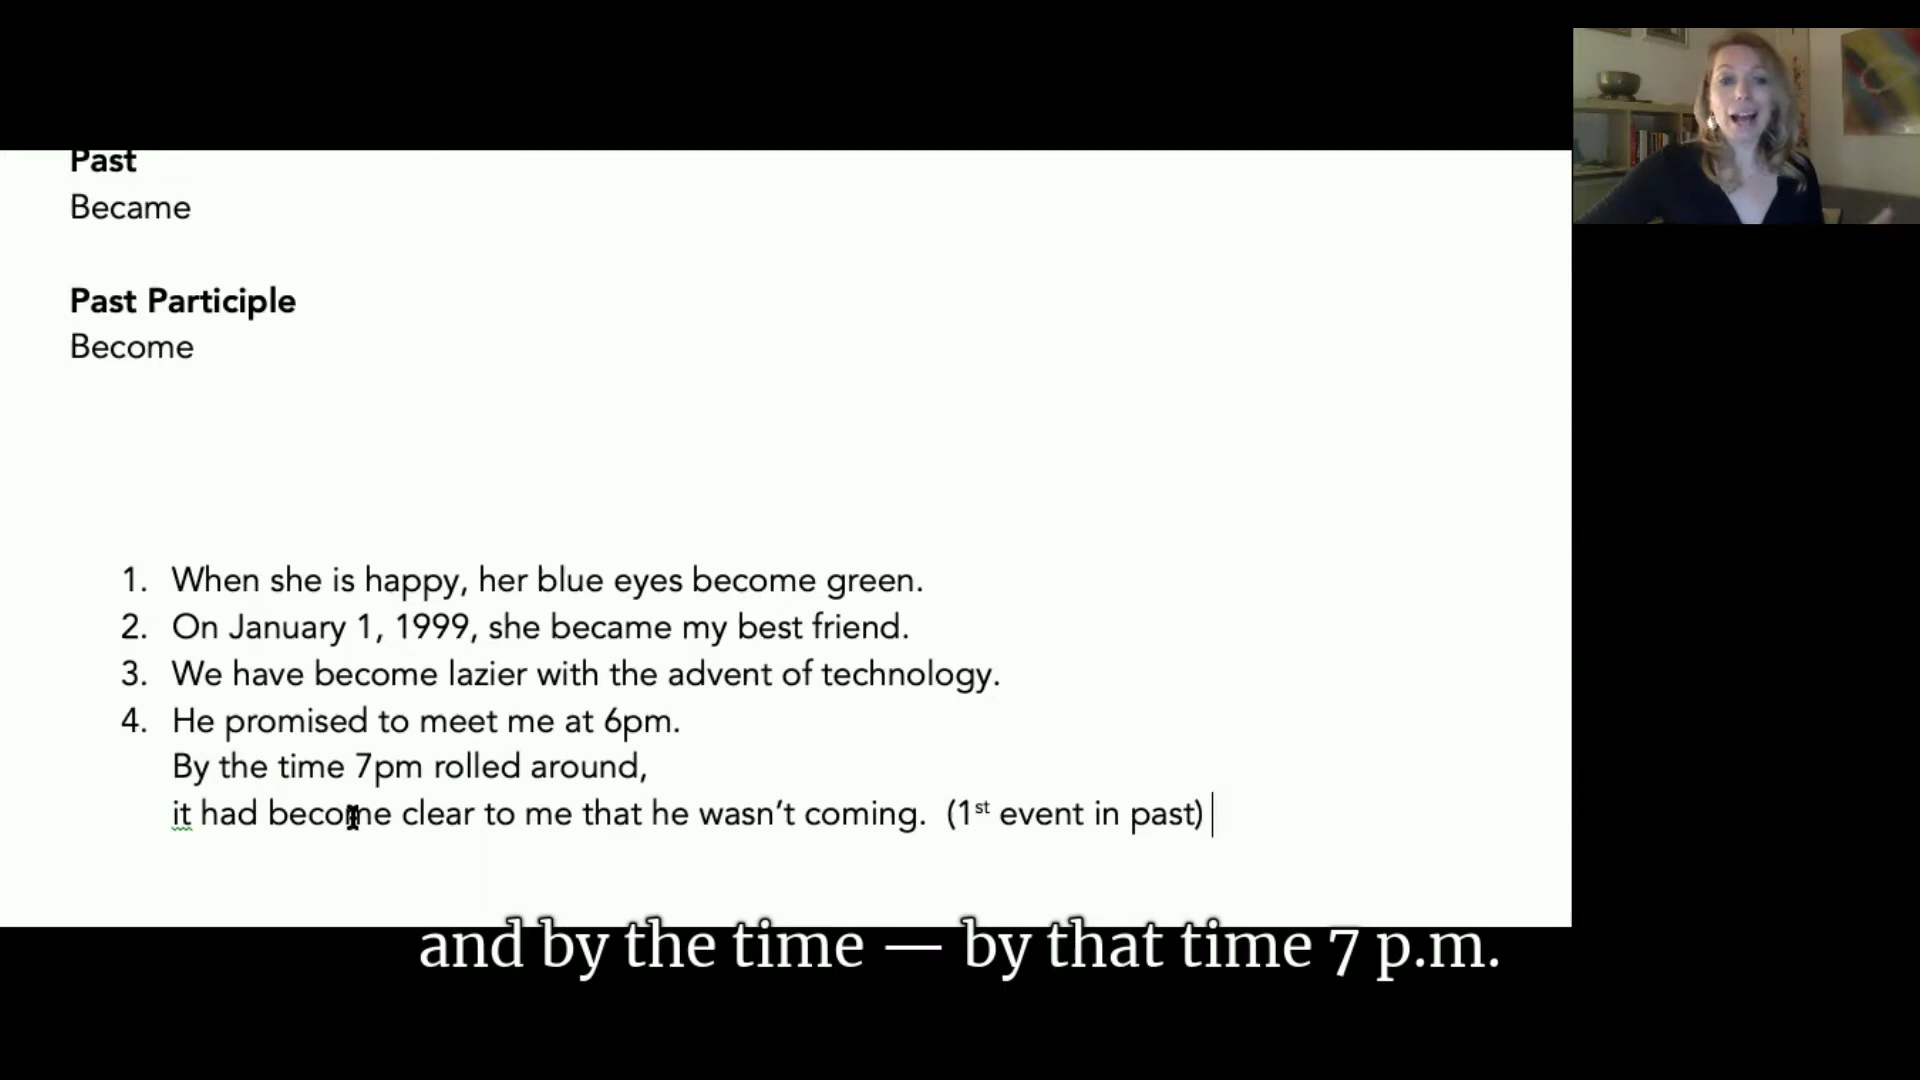 Past
Became
Past Participle
Become
1. When she is happy, her blue eyes become green.
2. On January 1, 1999, she became my best friend.
3. We have become lazier with the advent of technology.
4. He promised to meet me at 6pm.
By the time 7pm rolled around,
it had become clear to me that he wasn’t coming. (1st event in past)
and by the time — by that time 7 p.m.